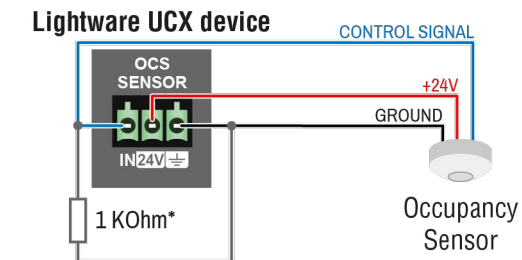 Lightware UCX device
CONTROL SIGNAL
OCS
SENSOR
+24V
GROUND
IN 24V
1 KOhm*
Occupancy
Sensor